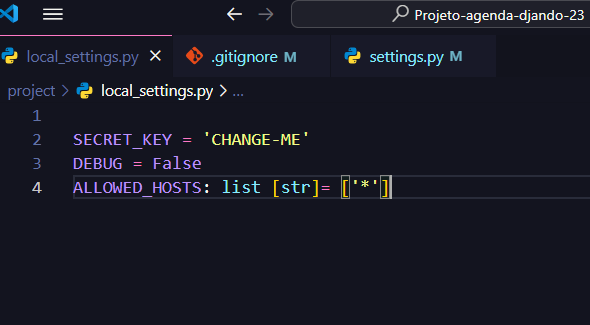 Projeto-agenda-djando-23
local_settings.py
.gitignore M
settings.py M
project > local_settings.py > ...
1
2 SECRET_KEY = 'CHANGE-ME'
3 DEBUG = False
4 ALLOWED_HOSTS: list [str]= ['*']